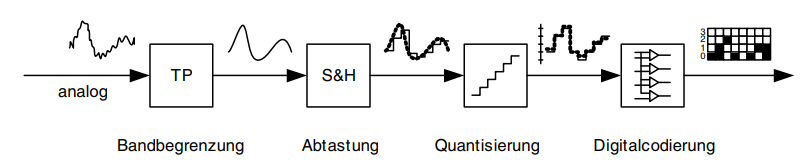 3
2
1
0
TP
S&H
analog
Bandbegrenzung
Abtastung
Quantisierung
Digitalcodierung